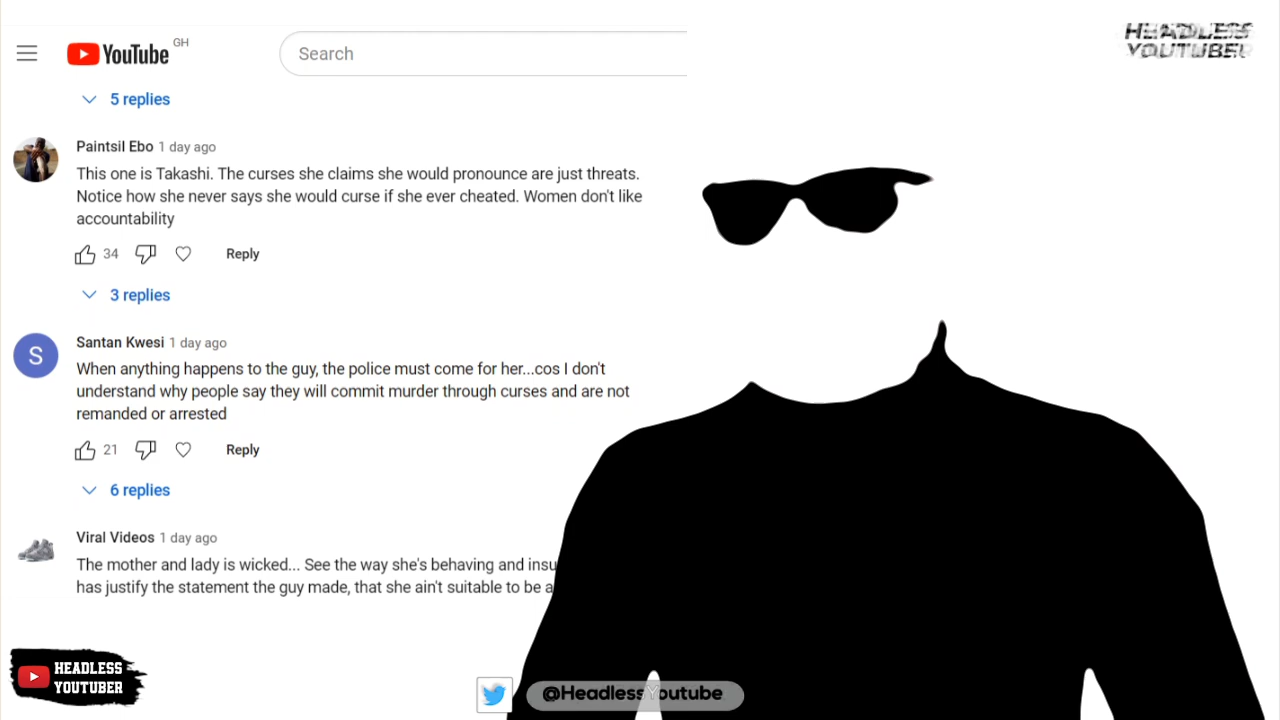 YouTube GH
Search
HEADLESS
YOUTUBER
5 replies
Paintsil Ebo 1 day ago
This one is Takashi. The curses she claims she would pronounce are just threats.
Notice how she never says she would curse if she ever cheated. Women don't like
accountability
34
Reply
3 replies
Santan Kwesi 1 day ago
When anything happens to the guy, the police must come for her...cos I don't
understand why people say they will commit murder through curses and are not
remanded or arrested
21
Reply
6 replies
Viral Videos 1 day ago
The mother and lady is wicked... See the way she's behaving and insu
has justify the statement the guy made, that she ain't suitable to be a
HEADLESS
YOUTUBER
@HeadlessYoutube